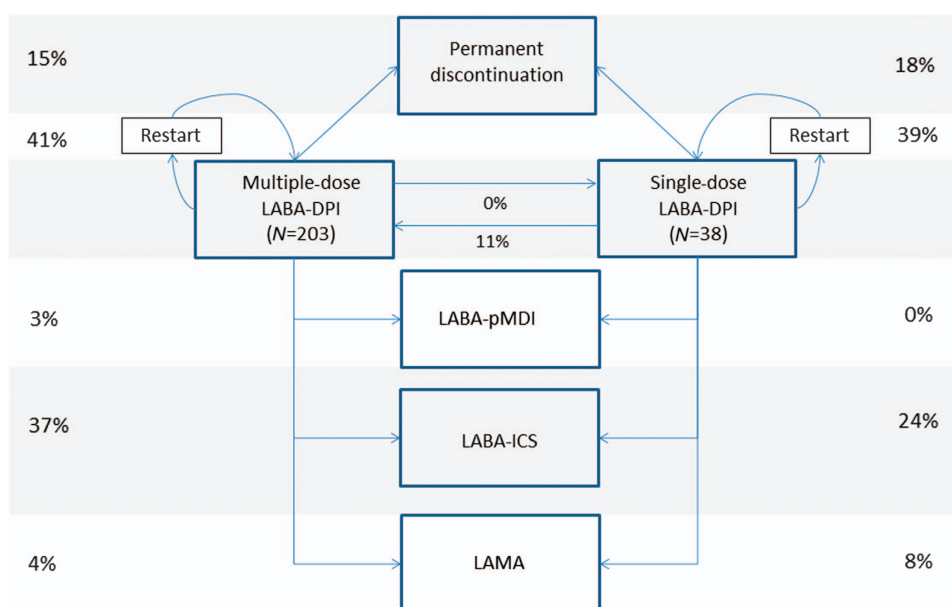 15%
Permanent
discontinuation
18%
41%
Restart
Restart
39%
Multiple-dose
LABA-DPI
(N=203)
0%
11%
Single-dose
LABA-DPI
(N=38)
3%
LABA-pMDI
0%
37%
LABA-ICS
24%
4%
LAMA
8%